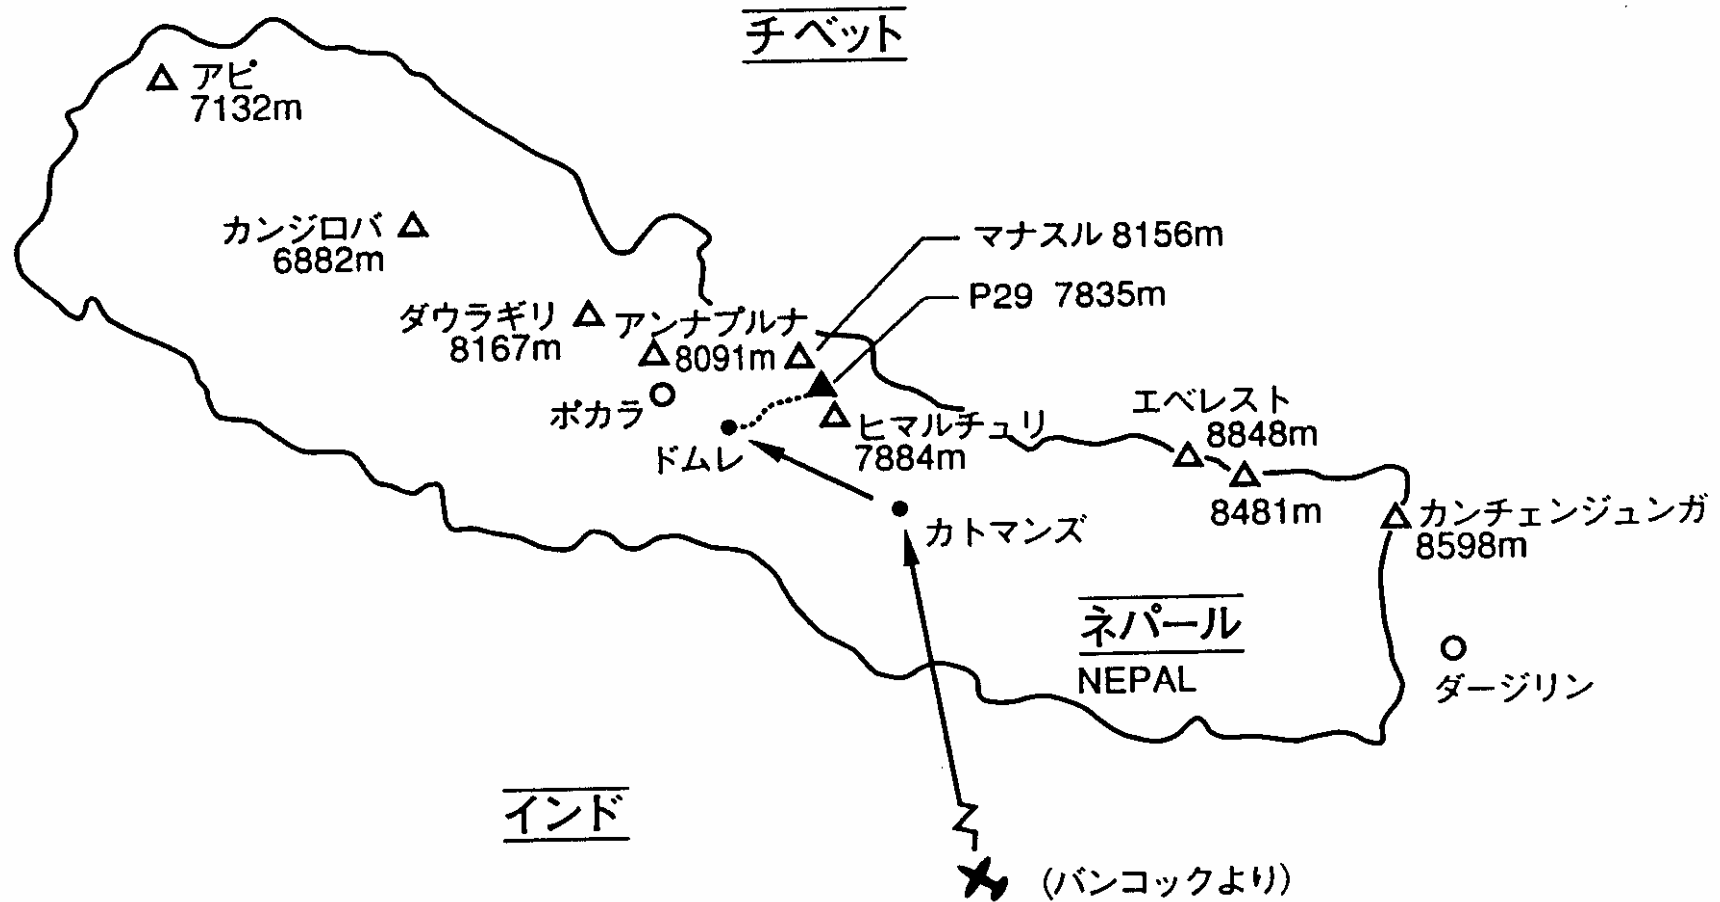 チベット
アピ
7132m
カンジロバ
6882m
マナスル 8156m
P29 7835m
ダウラギリ
8167m
アンナプルナ
8091m
ポカラ
ドムレ
ヒマルチュリ
7884m
エベレスト
8848m
8481m
カンチェンジュンガ
8598m
カトマンズ
ネパール
NEPAL
ダージリン
インド
(バンコックより)